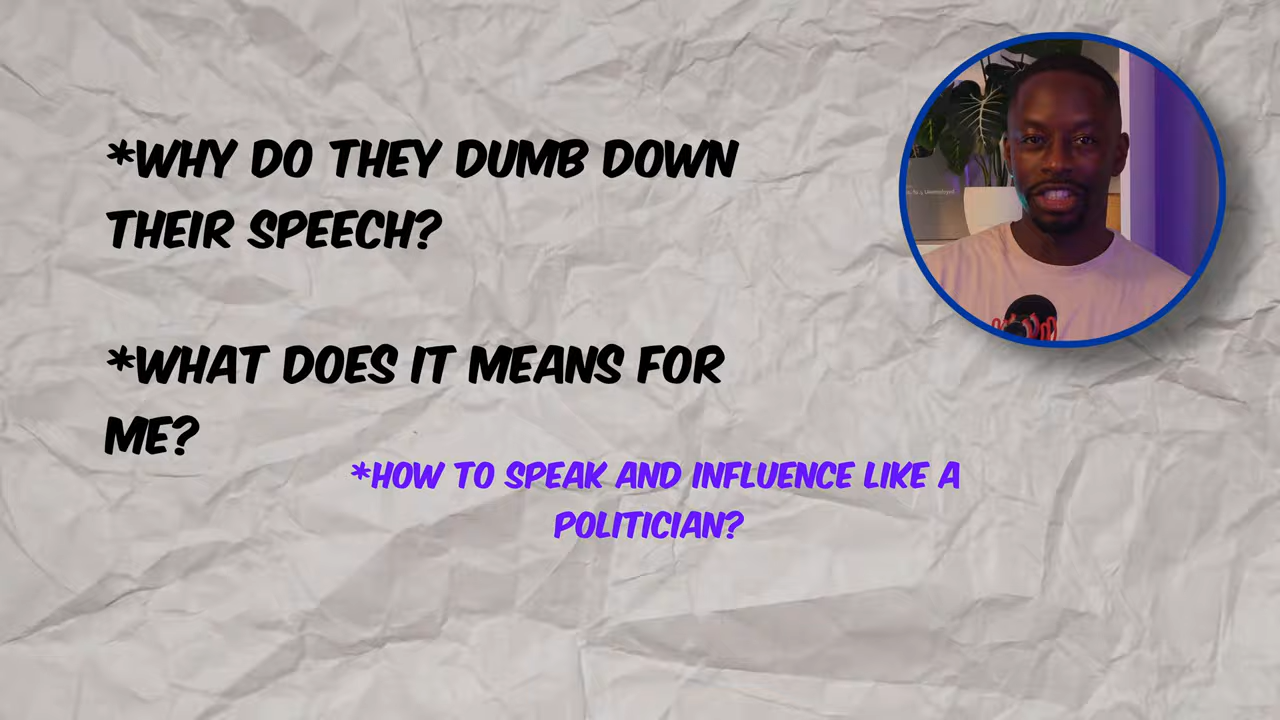 *WHY DO THEY DUMB DOWN
THEIR SPEECH?
*WHAT DOES IT MEANS FOR
ME?
*HOW TO SPEAK AND INFLUENCE LIKE A
POLITICIAN?